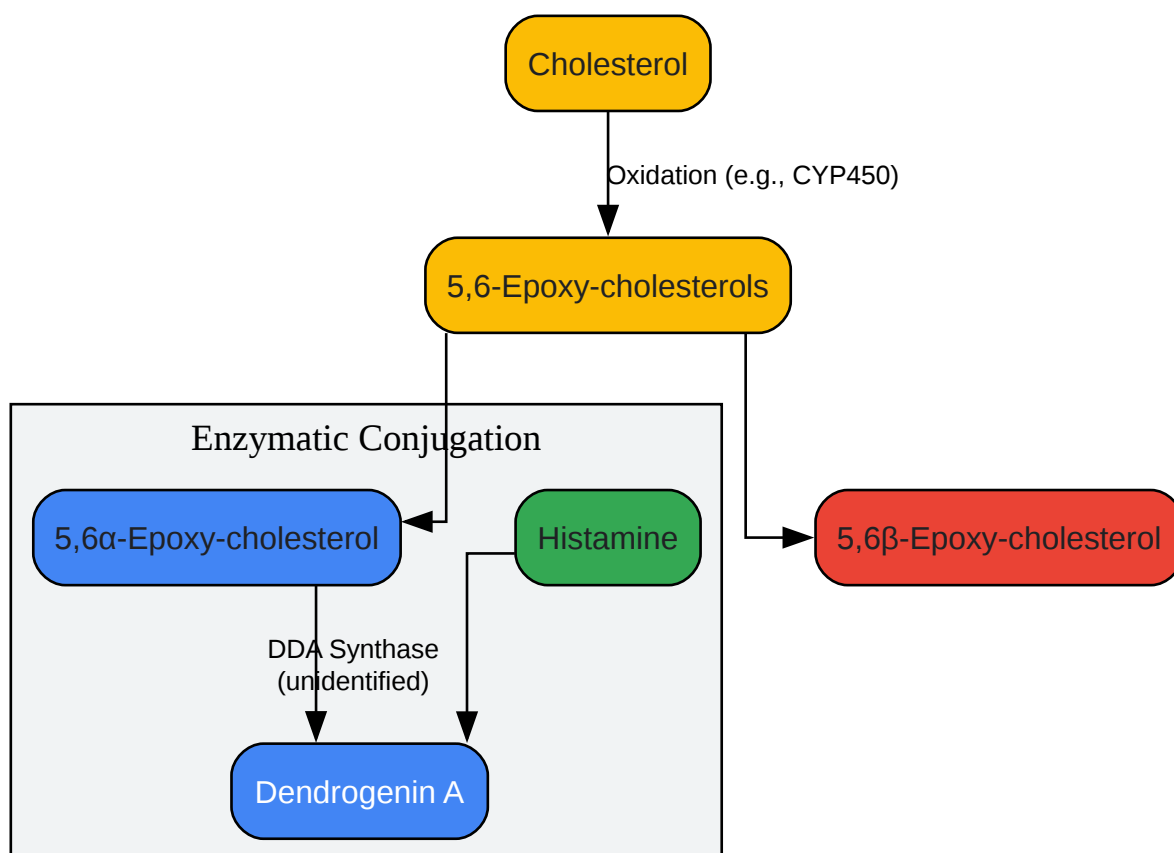 Cholesterol
Oxidation (e.g., CYP450)
5,6-Epoxy-cholesterols
Enzymatic Conjugation
5,6α-Epoxy-cholesterol
Histamine
5,6β-Epoxy-cholesterol
DDA Synthase
(unidentified)
Dendrogenin A